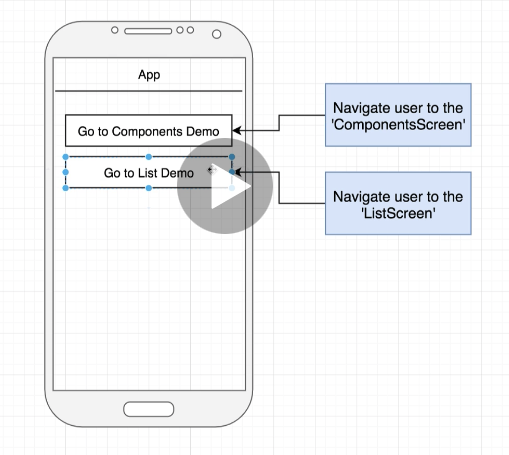 App
Go to Components Demo
Go to List Demo
Navigate user to the
'ComponentsScreen'
Navigate user to the
'ListScreen'